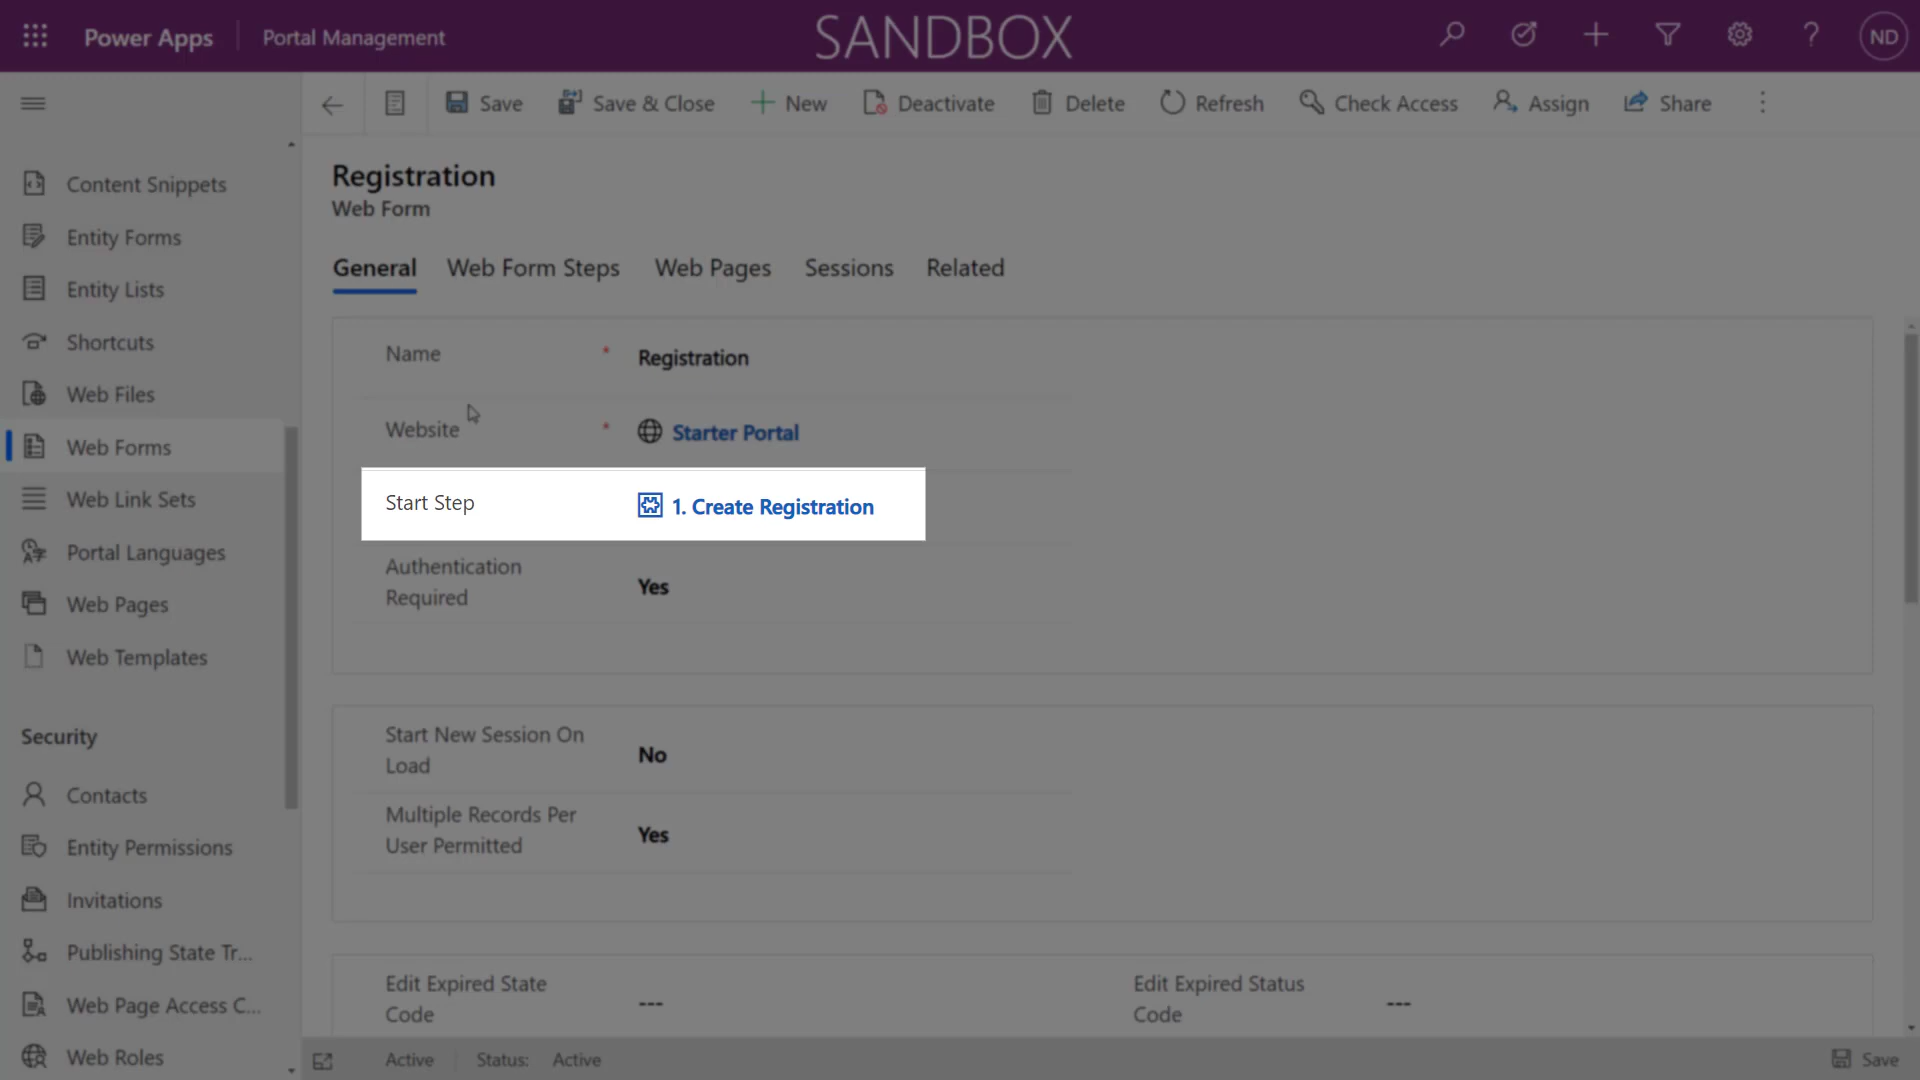 Power Apps
Portal Management
SANDBOX
ND
Save
Save & Close
New
Deactivate
Delete
Refresh
Check Access
Assign
Share
Content Snippets
Entity Forms
Entity Lists
Shortcuts
Web Files
Web Forms
Web Link Sets
Portal Languages
Web Pages
Web Templates
Security
Contacts
Entity Permissions
Invitations
Publishing State Tr...
Web Page Access C...
Web Roles
Registration
Web Form
General
Web Form Steps
Web Pages
Sessions
Related
Name * Registration
Website * Starter Portal
Start Step 1. Create Registration
Authentication
Required
Yes
Start New Session On
Load
No
Multiple Records Per
User Permitted
Yes
Edit Expired State
Code
---
Edit Expired Status
Code
---
Active
Status: Active
Save